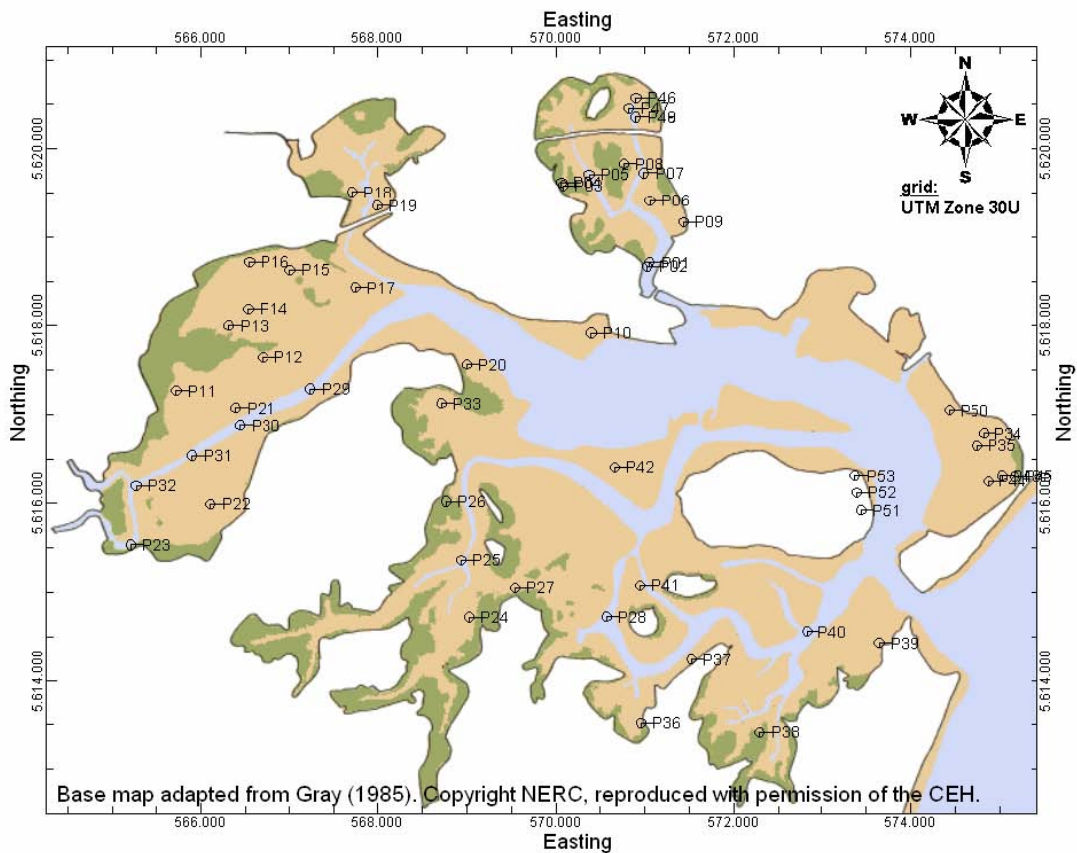 Easting
566.000 568.000 570.000 572.000 574.000
N
W E
S
grid:
UTM Zone 30U
5.620.000 5.620.000
P46
P47
P48
P08
P05 P07
P03
P18
P06
P19
P09
P16 P01
P15 P02
P17
F14
5.618.000 5.618.000
P13
P10
P12
P20
P11 P29
P21 P33 P50
P30
P34
P31 P35
P42
P53
P32
P52
P22 P26
5.616.000 5.616.000
P51
P23
P25
P27 P41
P24 P28
P40
P39
P37
5.614.000 5.614.000
P36
P38
Northing
Northing
Base map adapted from Gray (1985). Copyright NERC, reproduced with permission of the CEH.
566.000 568.000 570.000 572.000 574.000
Easting